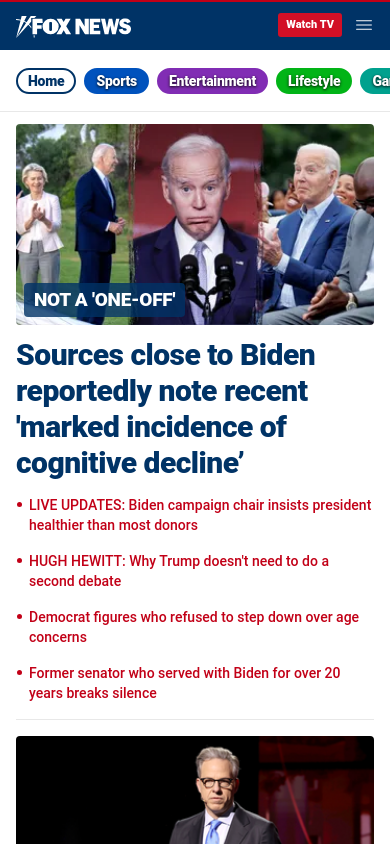 FOX NEWS
Watch TV
Home
Sports
Entertainment
Lifestyle
NOT A 'ONE-OFF'
Sources close to Biden
reportedly note recent
'marked incidence of
cognitive decline’
• LIVE UPDATES: Biden campaign chair insists president
healthier than most donors
• HUGH HEWITT: Why Trump doesn't need to do a
second debate
• Democrat figures who refused to step down over age
concerns
• Former senator who served with Biden for over 20
years breaks silence